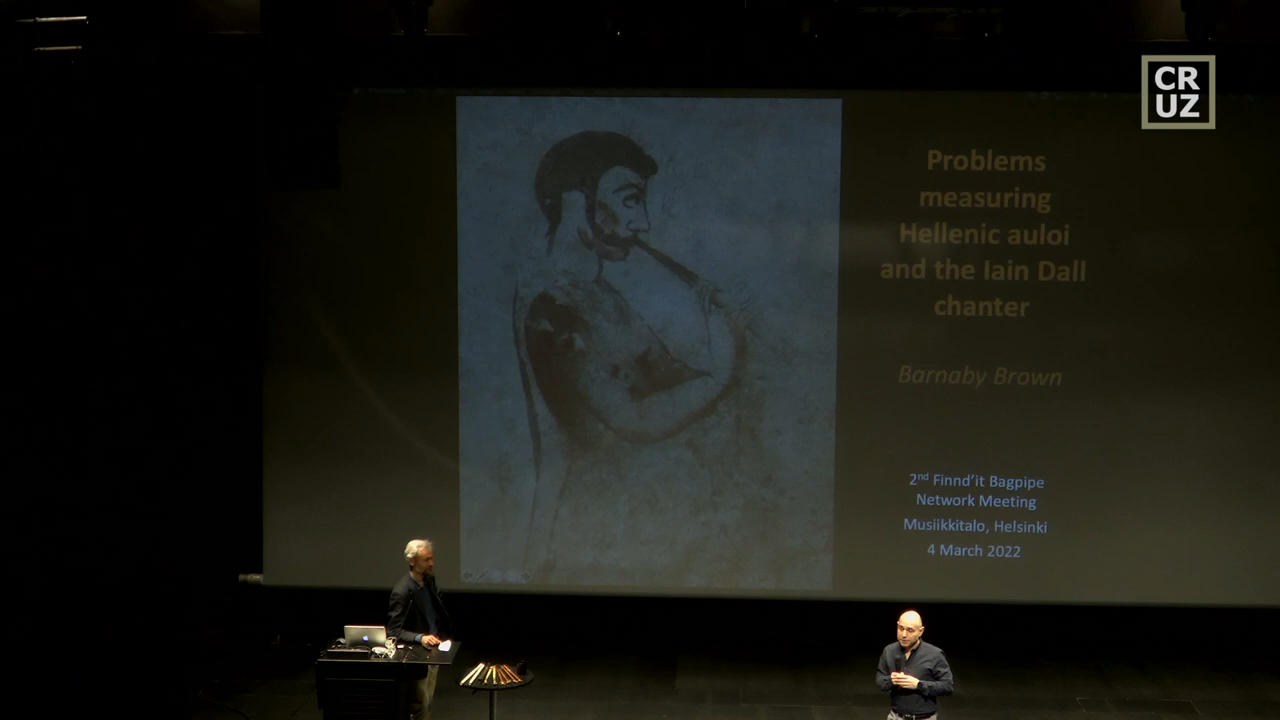 CR
UZ
Problems
measuring
Hellenic auloi
and the Iain Dall
chanter
Barnaby Brown
2nd Finnd'it Bagpipe
Network Meeting
Musiikkitalo, Helsinki
4 March 2022